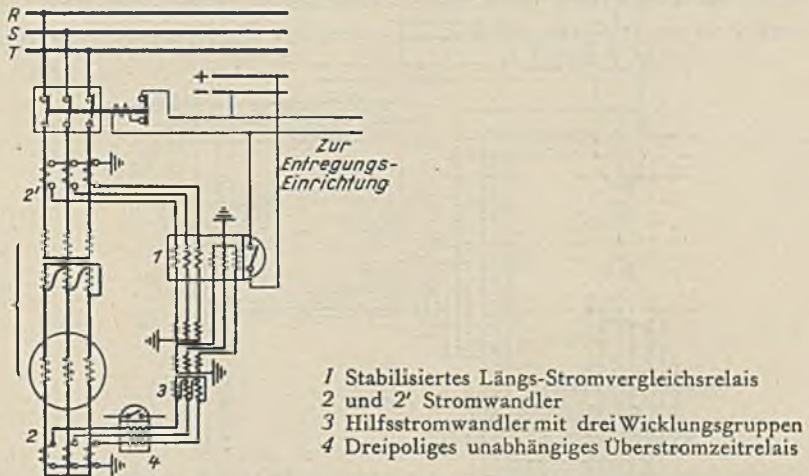 R
S
T
+
−
Zur
Entregungs-
Einrichtung
2'
1
3
2
4
1 Stabilisiertes Längs-Stromvergleichsrelais
2 und 2' Stromwandler
3 Hilfsstromwandler mit drei Wicklungsgruppen
4 Dreipoliges unabhängiges Überstromzeitrelais